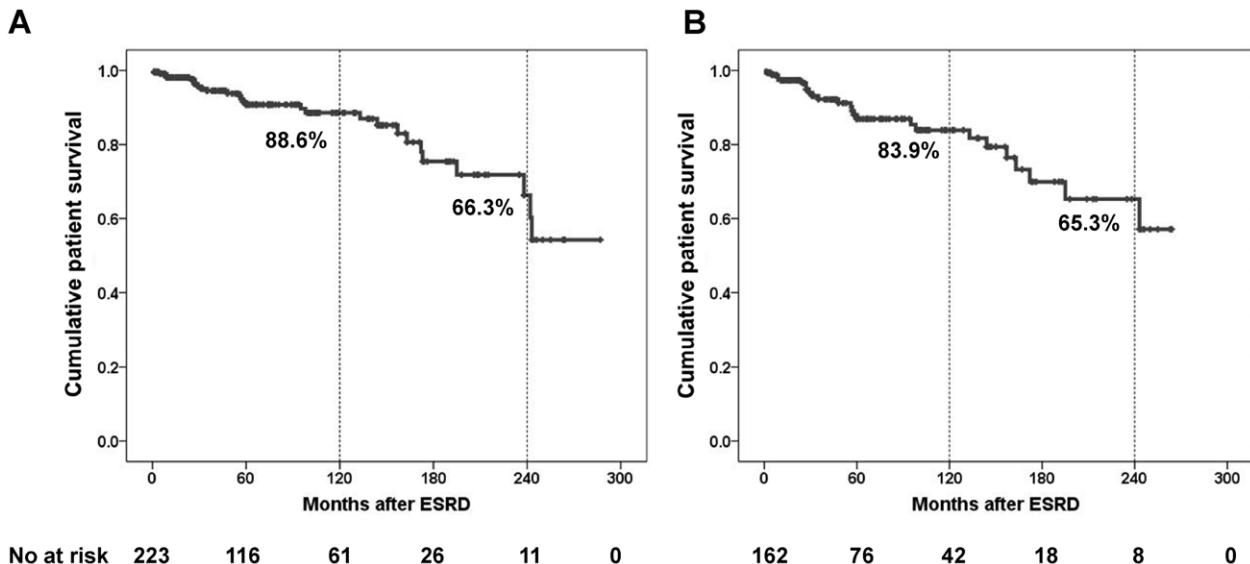 A
Cumulative patient survival
1.0
0.8
0.6
0.4
0.2
0.0
88.6%
66.3%
0 60 120 180 240 300
Months after ESRD
No at risk 223 116 61 26 11 0
B
Cumulative patient survival
1.0
0.8
0.6
0.4
0.2
0.0
83.9%
65.3%
0 60 120 180 240 300
Months after ESRD
162 76 42 18 8 0